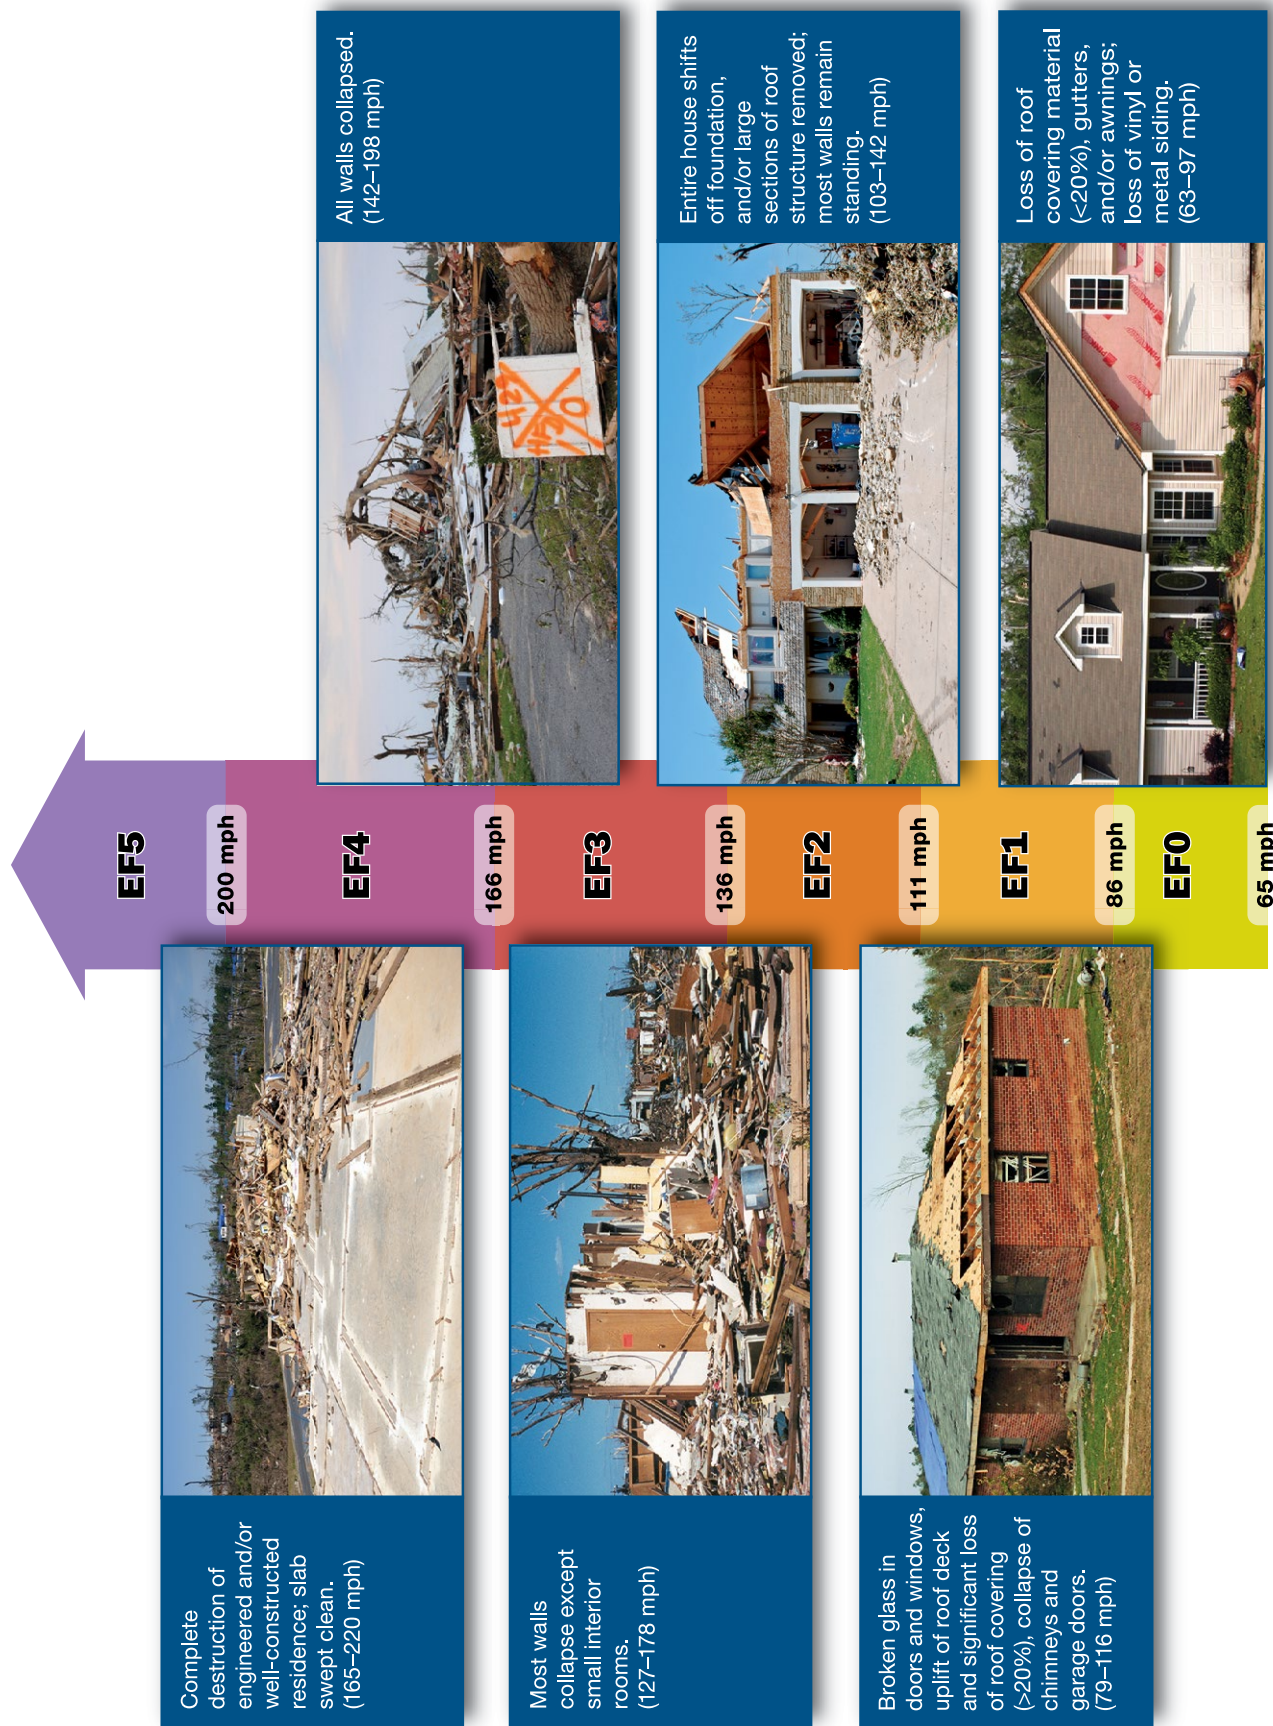 EF5
Complete
destruction of
engineered and/or
well-constructed
residence; slab
swept clean.
(165–220 mph)
200 mph
EF4
All walls collapsed.
(142–198 mph)
166 mph
Most walls
collapse except
small interior
rooms.
(127–178 mph)
EF3
136 mph
Entire house shifts
off foundation,
and/or large
sections of roof
structure removed;
most walls remain
standing.
(103–142 mph)
EF2
111 mph
Broken glass in
doors and windows,
uplift of roof deck
and significant loss
of roof covering
(>20%), collapse of
chimneys and
garage doors.
(79–116 mph)
EF1
86 mph
Loss of roof
covering material
(<20%), gutters,
and/or awnings;
loss of vinyl or
metal siding.
(63–97 mph)
EF0
65 mph